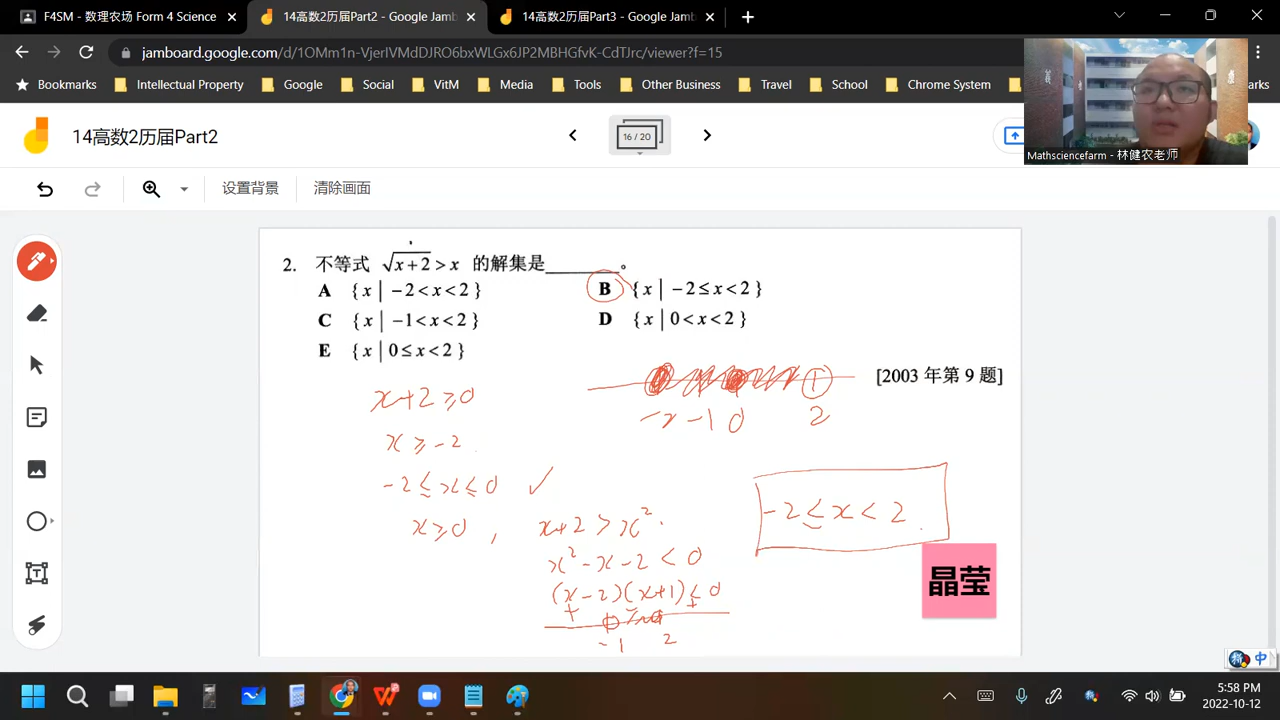 F4SM - 数理农场 Form 4 Science
14高数2历届Part2 - Google Jamb
14高数2历届Part3 - Google Jamb
jamboard.google.com/d/1OMm1n-VjerIVMdDJROSbxWLGx6JP2MBHGfvK-CdTJrc/viewer?f=15
Bookmarks
Intellectual Property
Google
Soci
VitM
Media
Tools
Other Business
Travel
School
Chrome System
arks
Mathsciencefarm - 林健农老师
14高数2历届Part2
16 / 20
设置背景
清除画面
2. 不等式 √x+2 > x 的解集是______。
A { x | −2 < x < 2 }
B { x | −2 ≤ x < 2 }
C { x | −1 < x < 2 }
D { x | 0 < x < 2 }
E { x | 0 ≤ x < 2 }
[2003 年第 9 题]
x+2 ≥ 0
−1 0 2
x ≥ −2
−2 ≤ x ≤ 0 ✓
−2 ≤ x < 2
x ≥ 0 , x+2 > x².
x² − x − 2 < 0
(x−2)(x+1) < 0
+ − +
−1 2
晶莹
中
5:58 PM
2022-10-12